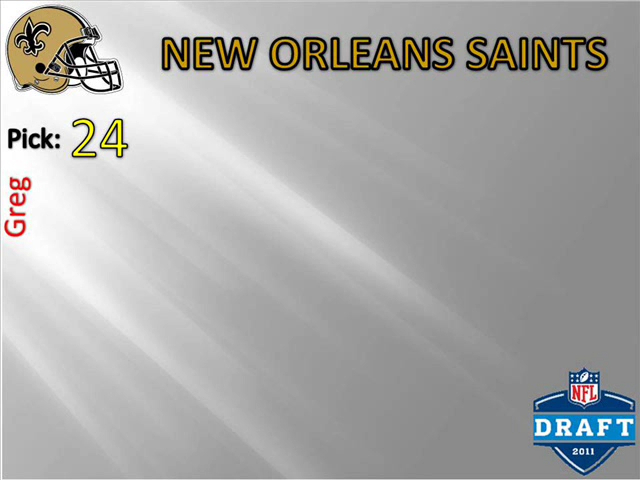 NEW ORLEANS SAINTS
Pick: 24
Greg
NFL
DRAFT
2011